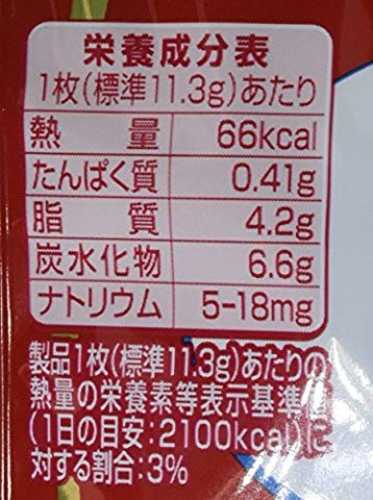 栄養成分表
1枚(標準11.3g)あたり
熱量 66kcal
たんぱく質 0.41g
脂質 4.2g
炭水化物 6.6g
ナトリウム 5-18mg
製品1枚(標準11.3g)あたりの
熱量の栄養素等表示基準値
(1日の目安:2100kcal)に
対する割合:3%